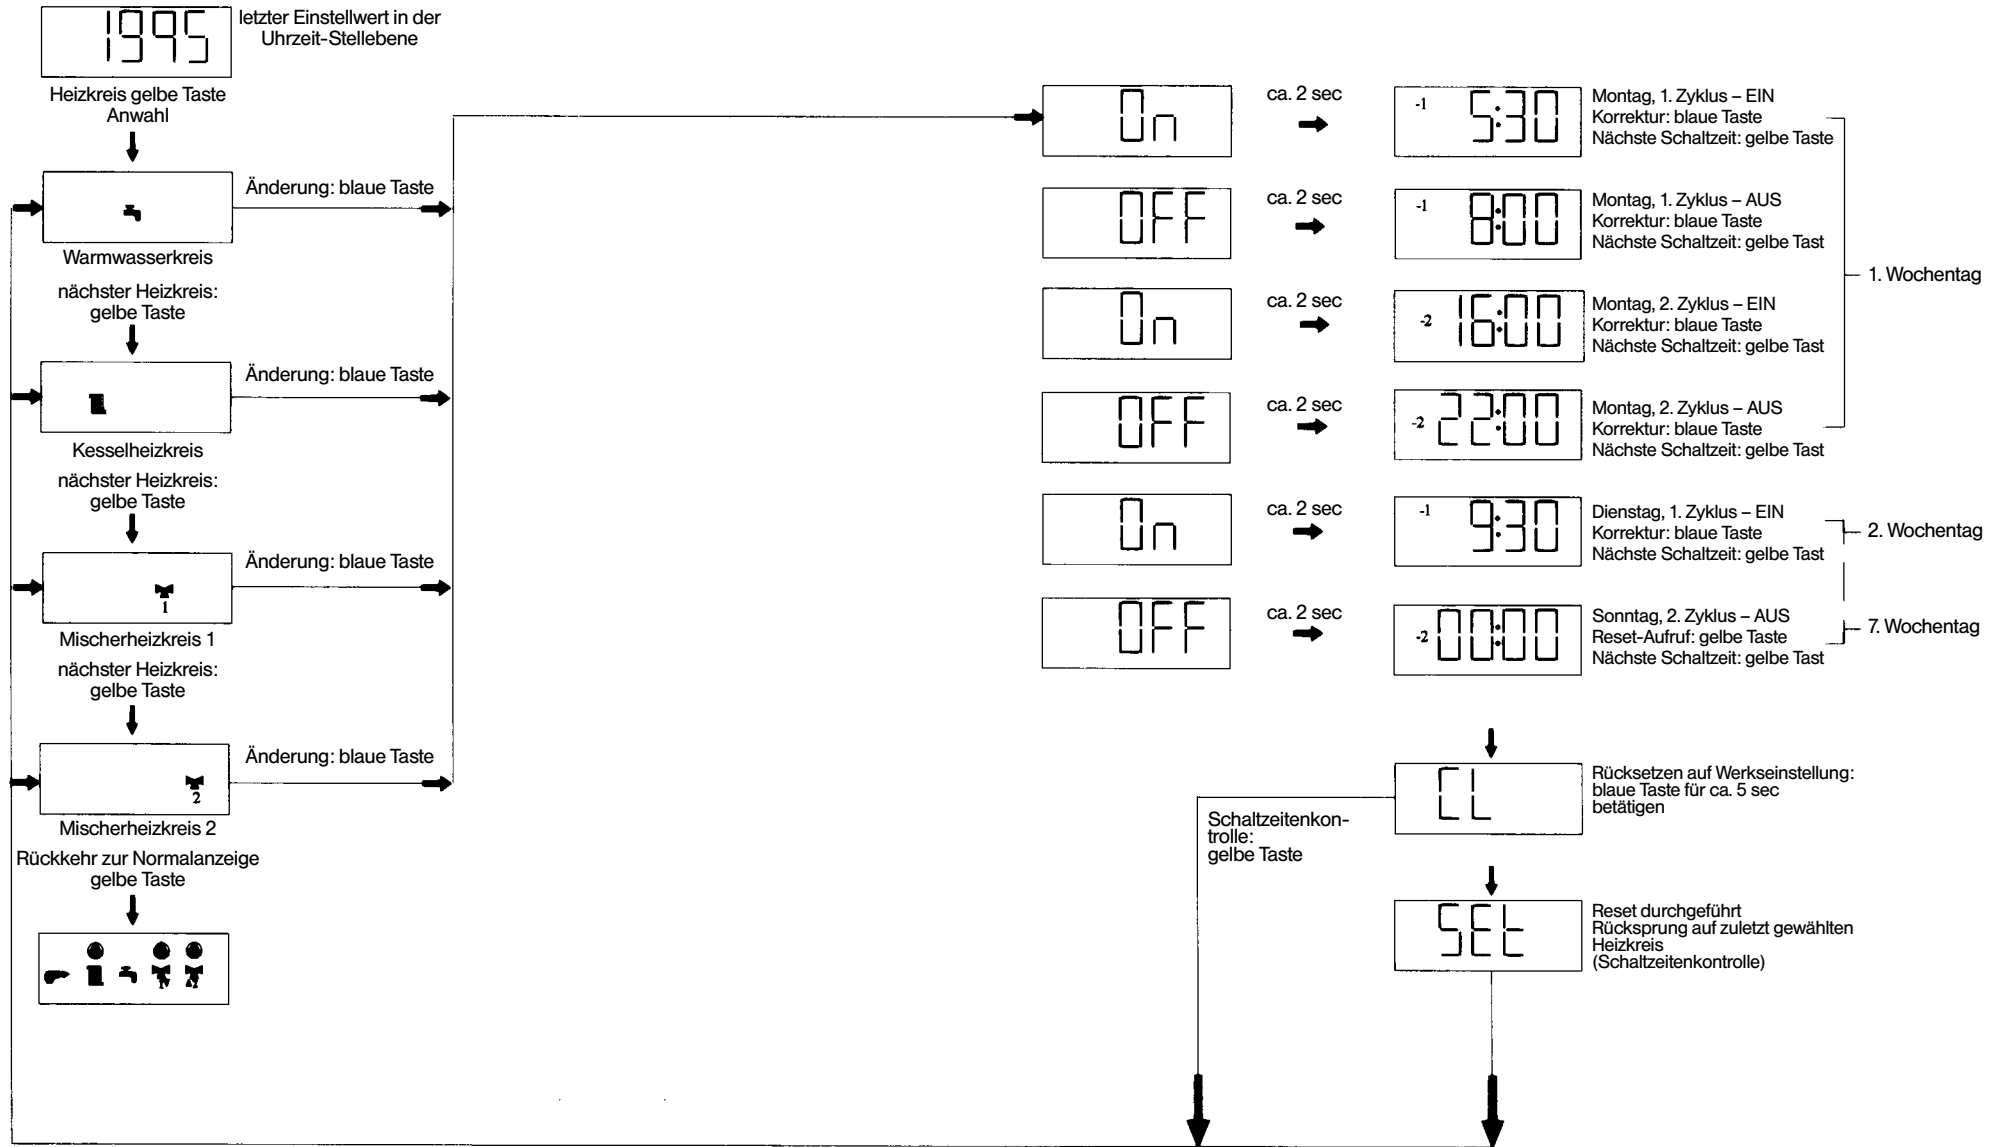 1995
letzter Einstellwert in der
Uhrzeit-Stellebene
Heizkreis gelbe Taste
Anwahl
Änderung: blaue Taste
Warmwasserkreis
nächster Heizkreis:
gelbe Taste
Änderung: blaue Taste
Kesselheizkreis
nächster Heizkreis:
gelbe Taste
Änderung: blaue Taste
1
Mischerheizkreis 1
nächster Heizkreis:
gelbe Taste
Änderung: blaue Taste
2
Mischerheizkreis 2
Rückkehr zur Normalanzeige
gelbe Taste
On
ca. 2 sec
-1 5:30
Montag, 1. Zyklus – EIN
Korrektur: blaue Taste
Nächste Schaltzeit: gelbe Taste
OFF
ca. 2 sec
-1 8:00
Montag, 1. Zyklus – AUS
Korrektur: blaue Taste
Nächste Schaltzeit: gelbe Tast
1. Wochentag
On
ca. 2 sec
-2 16:00
Montag, 2. Zyklus – EIN
Korrektur: blaue Taste
Nächste Schaltzeit: gelbe Tast
OFF
ca. 2 sec
-2 22:00
Montag, 2. Zyklus – AUS
Korrektur: blaue Taste
Nächste Schaltzeit: gelbe Tast
On
ca. 2 sec
-1 9:30
Dienstag, 1. Zyklus – EIN
Korrektur: blaue Taste
Nächste Schaltzeit: gelbe Tast
2. Wochentag
OFF
ca. 2 sec
-2 00:00
Sonntag, 2. Zyklus – AUS
Reset-Aufruf: gelbe Taste
Nächste Schaltzeit: gelbe Tast
7. Wochentag
CL
Rücksetzen auf Werkseinstellung:
blaue Taste für ca. 5 sec
betätigen
Schaltzeitenkon-
trolle:
gelbe Taste
SEt
Reset durchgeführt
Rücksprung auf zuletzt gewählten
Heizkreis
(Schaltzeitenkontrolle)